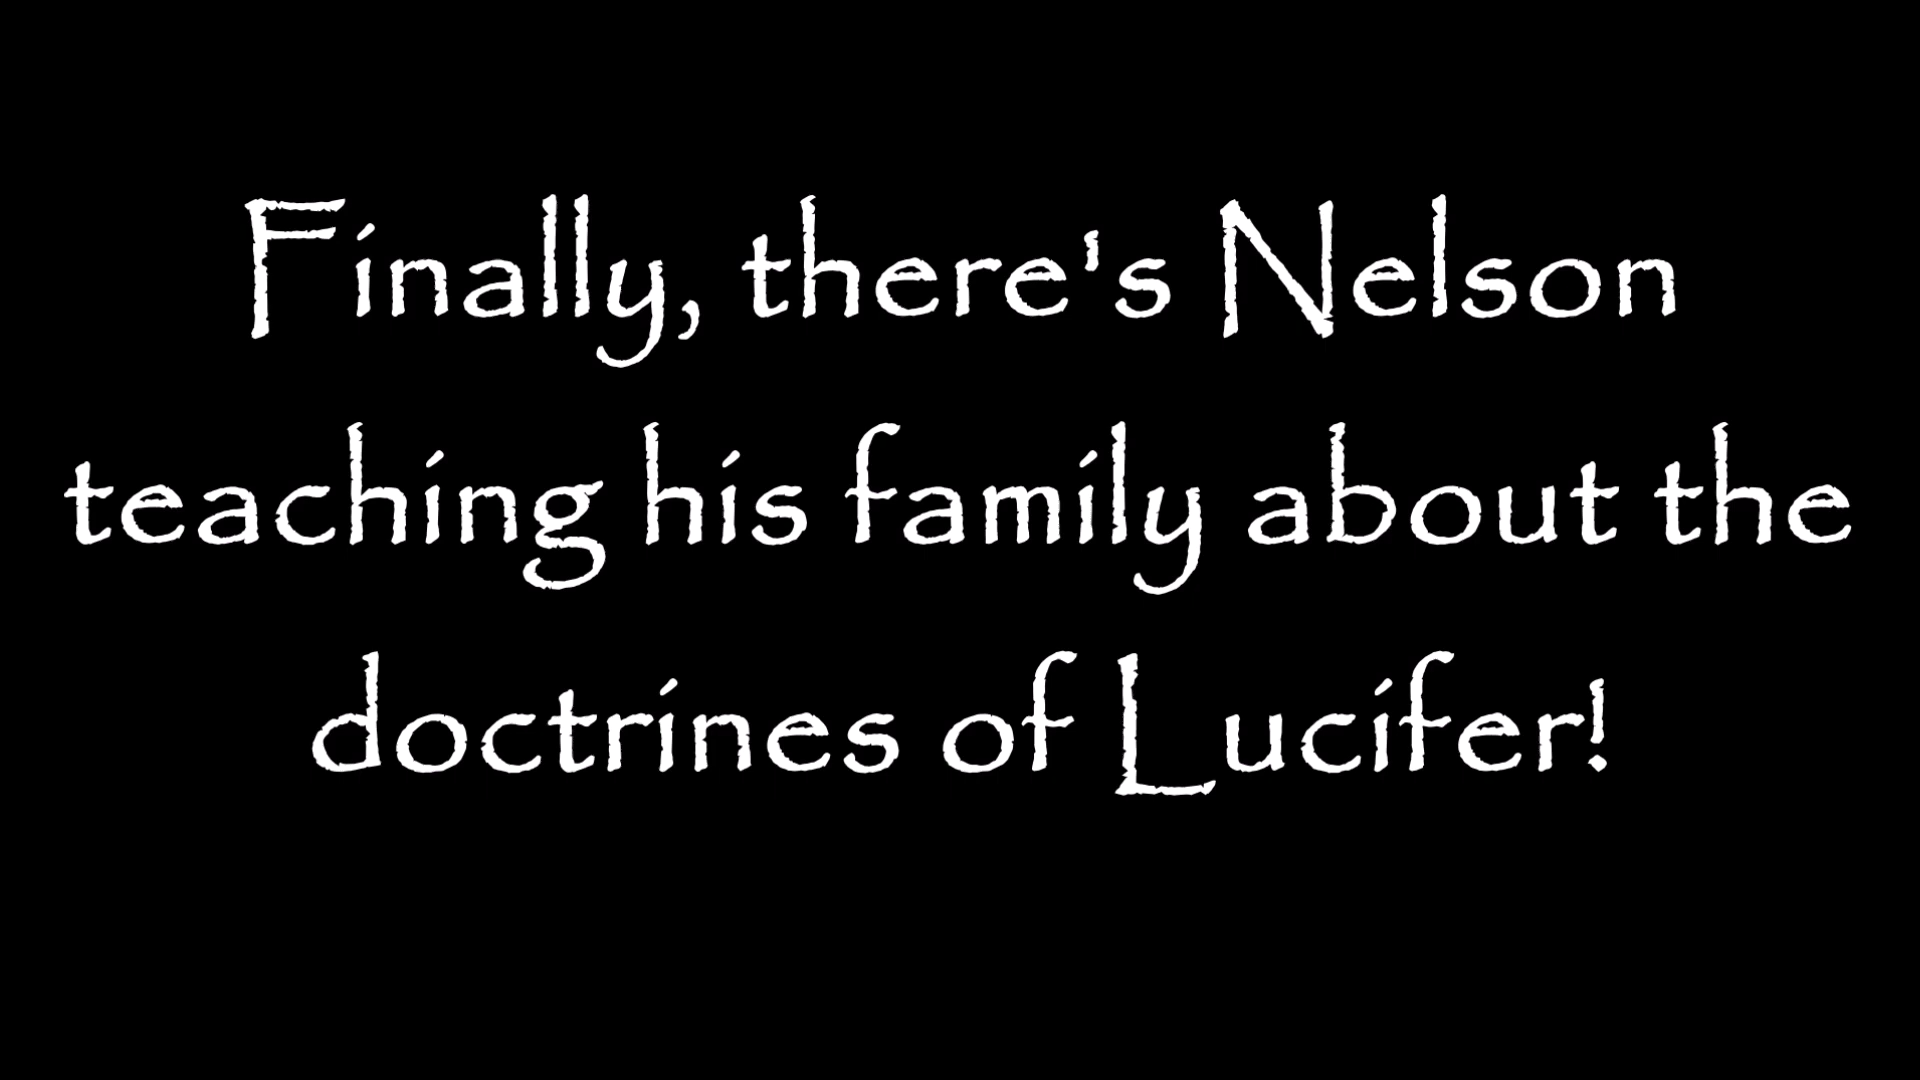 Finally, there's Nelson
teaching his family about the
doctrines of Lucifer!